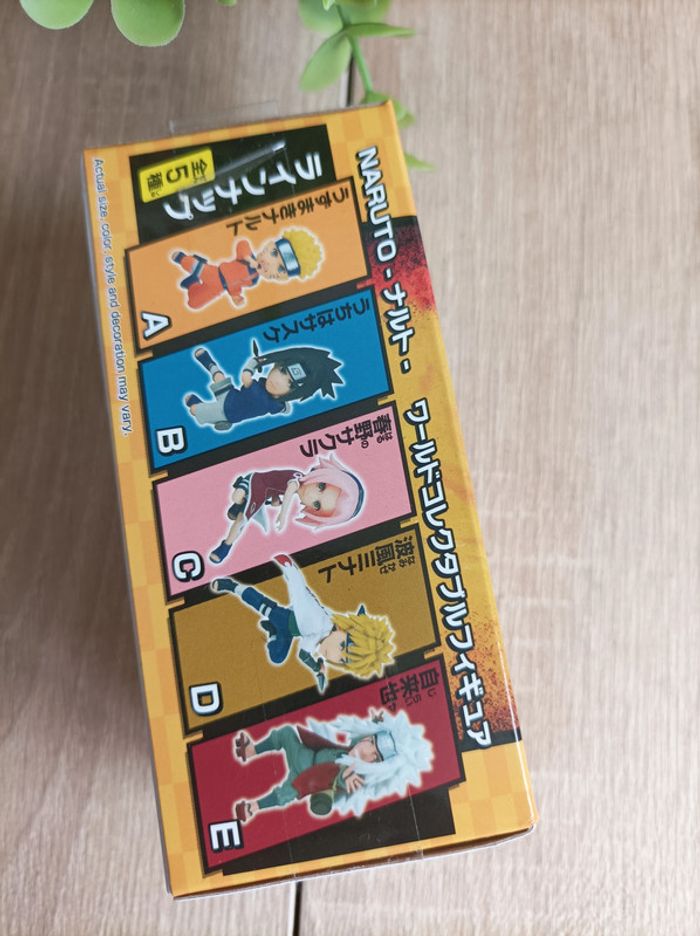 NARUTO -ナルト- ワールドコレクタブルフィギュア
ラインナップ
全5種
うずまきナルト
A
うちはサスケ
B
春野サクラ
C
波風ミナト
D
自来也
E
Actual size, color, style and decoration may vary.